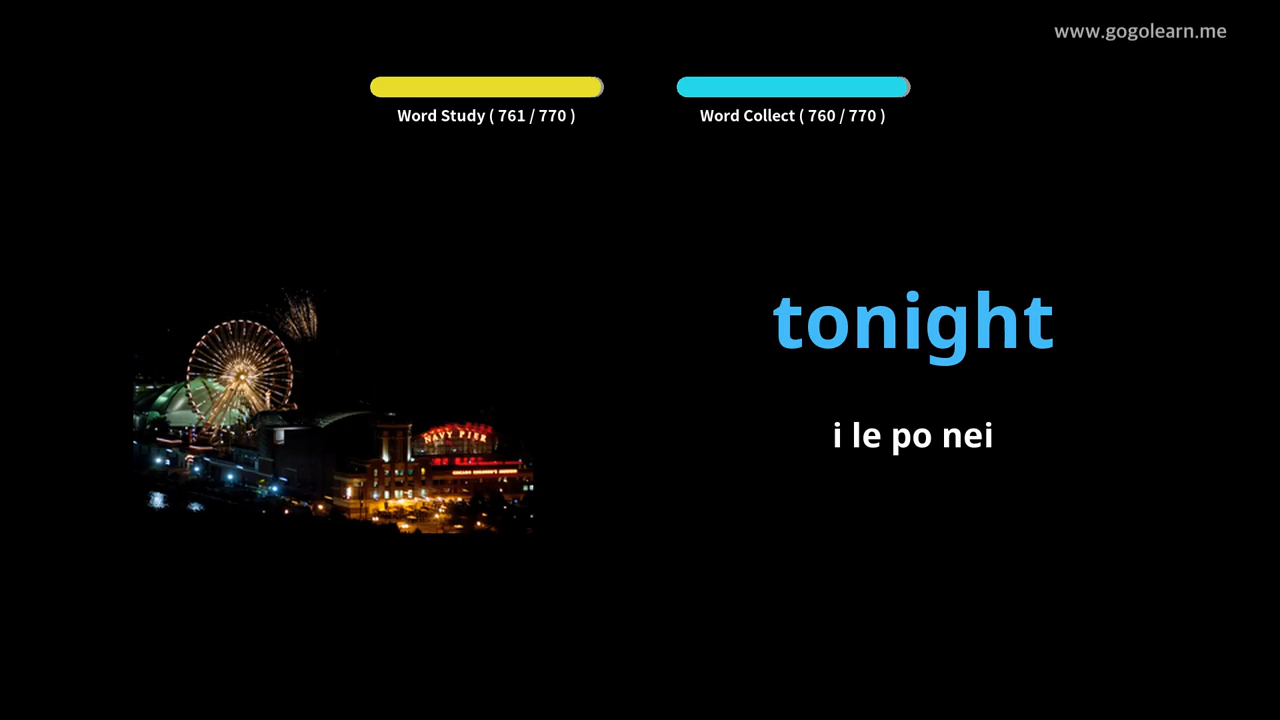 www.gogolearn.me
Word Study ( 761 / 770 )
Word Collect ( 760 / 770 )
tonight
i le po nei
NAVY PIER